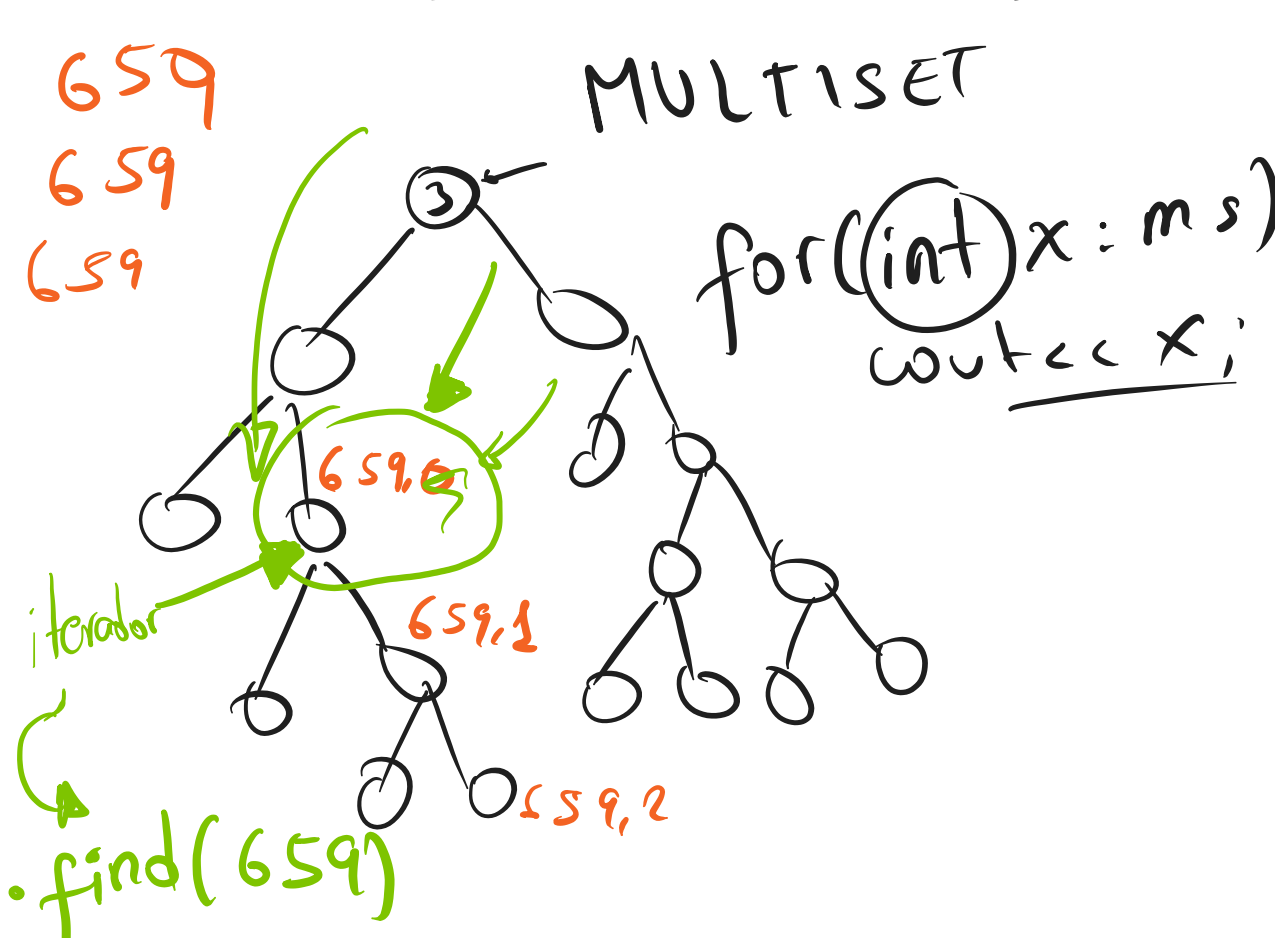 659
659
659
MULTISET
3
for(int x : ms)
cout<< x;
659,0
iterador
659,1
659,2
.find(659)